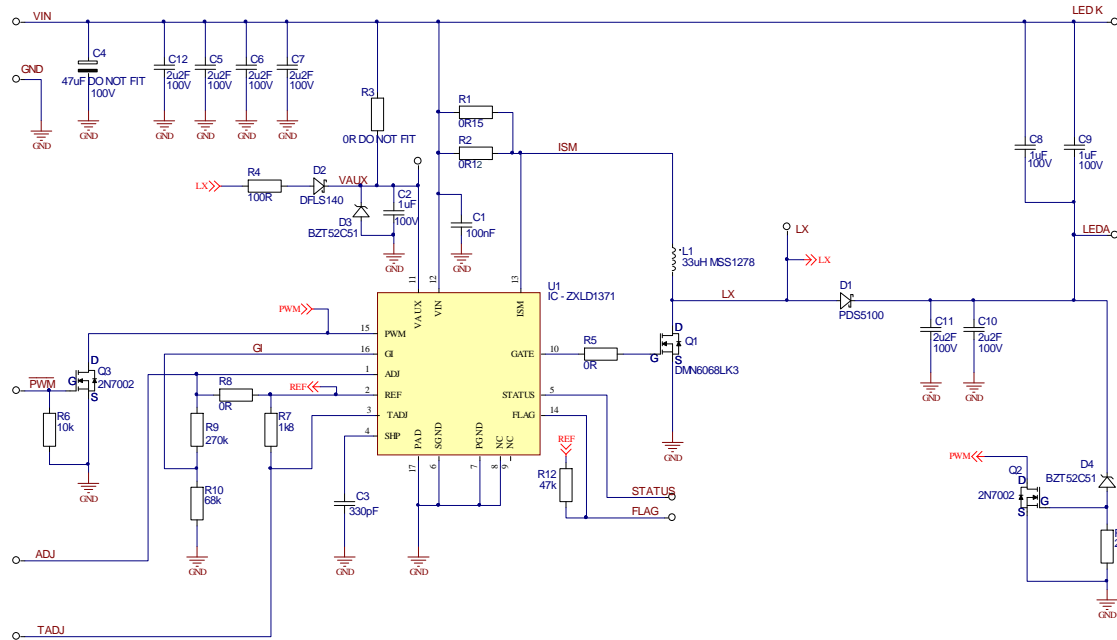 VIN
LED K
C4
47uF DO NOT FIT
100V
GND
GND
GND
C12
2u2F
100V
GND
C5
2u2F
100V
GND
C6
2u2F
100V
GND
C7
2u2F
100V
GND
R3
0R DO NOT FIT
R1
0R15
R2
0R12
ISM
C8
1uF
100V
C9
1uF
100V
LX
R4
100R
D2
DFLS140
VAUX
D3
BZT52C51
C2
1uF
100V
GND
C1
100nF
GND
LEDA
L1
33uH MSS1278
LX
LX
LX
D1
PDS5100
C11
2u2F
100V
GND
C10
2u2F
100V
GND
U1
IC - ZXLD1371
11
12
13
VAUX
VIN
ISM
PWM
15
PWM
GI
16
GI
1
ADJ
2
REF
3
TADJ
4
SHP
10
GATE
5
STATUS
14
FLAG
PAD
SGND
PGND
NC
NC
17
6
7
8
9
R5
0R
Q1
D
G
S
DMN6068LK3
GND
PWM
Q3
2N7002
D
G
S
R6
10k
GND
R8
0R
REF
R7
1k8
R9
270k
R10
68k
GND
C3
330pF
GND
GND
REF
R12
47k
STATUS
FLAG
PWM
Q2
2N7002
D
G
S
D4
BZT52C51
GND
ADJ
TADJ